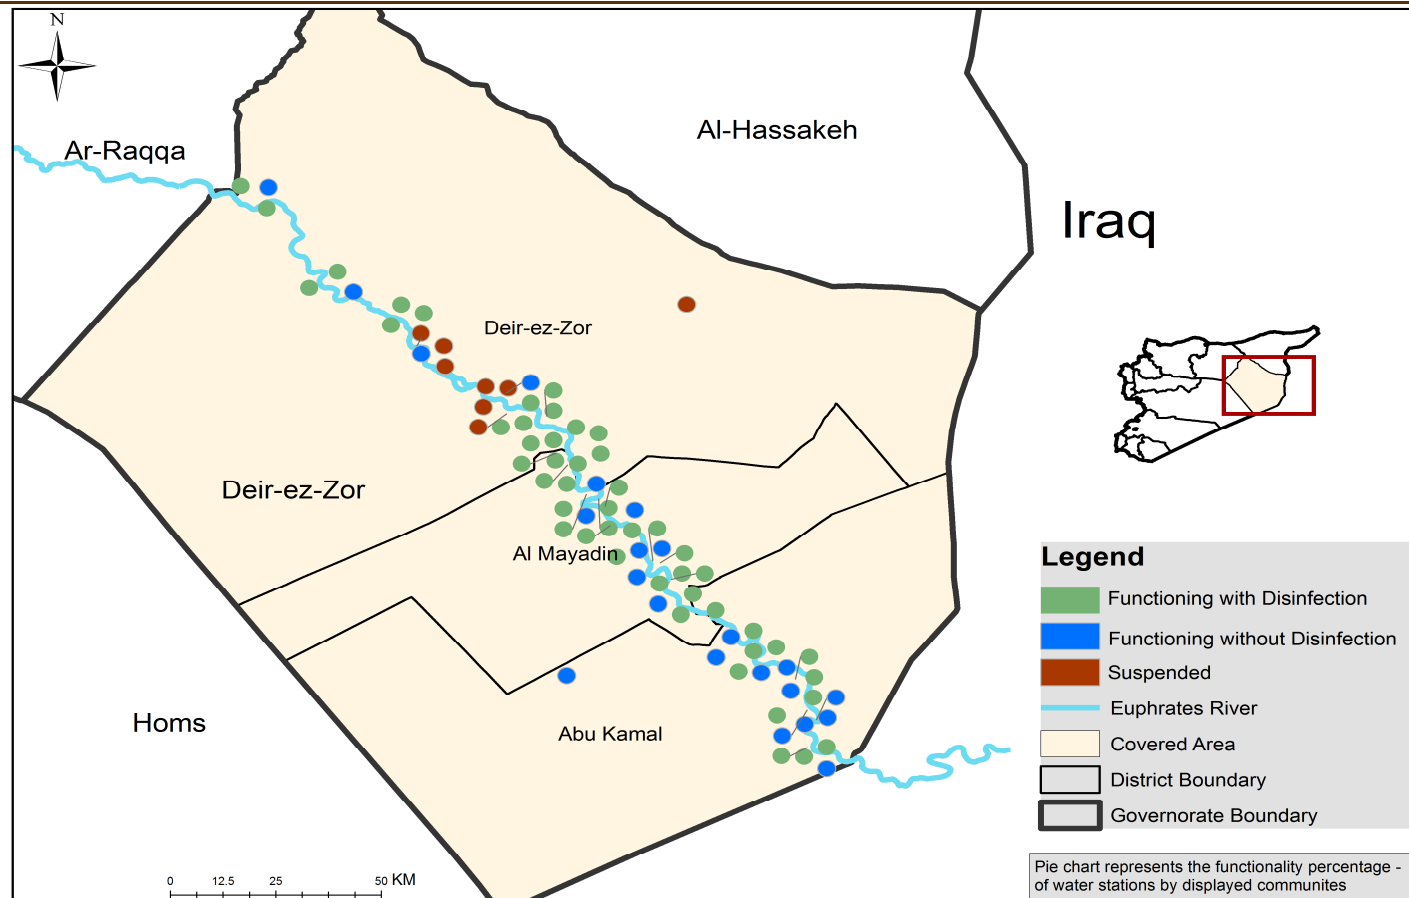 N
Ar-Raqqa
Al-Hassakeh
Iraq
Deir-ez-Zor
Deir-ez-Zor
Al Mayadin
Homs
Abu Kamal
Legend
Functioning with Disinfection
Functioning without Disinfection
Suspended
Euphrates River
Covered Area
District Boundary
Governorate Boundary
Pie chart represents the functionality percentage -
of water stations by displayed communites
0 12.5 25 50 KM